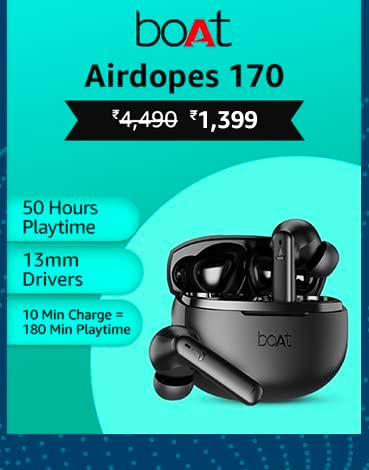 boAt
Airdopes 170
₹4,490 ₹1,399
50 Hours
Playtime
13mm
Drivers
10 Min Charge =
180 Min Playtime
boAt